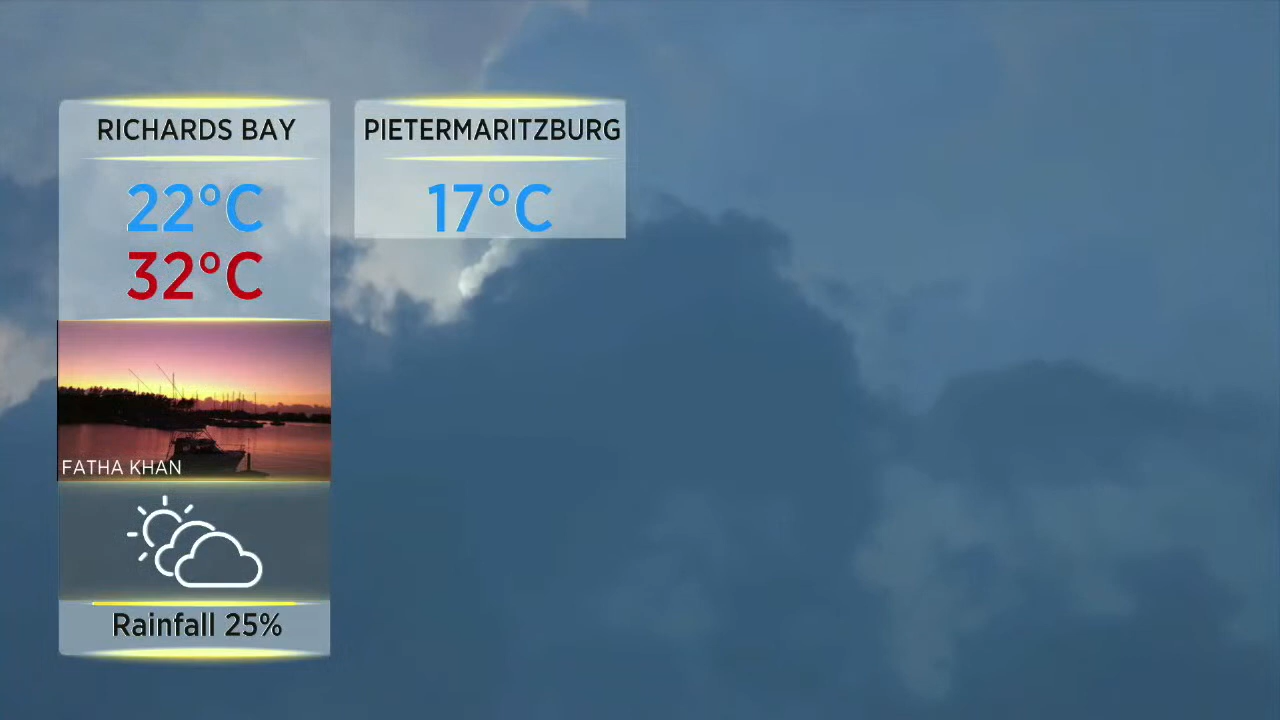 RICHARDS BAY
22°C
32°C
FATHA KHAN
Rainfall 25%
PIETERMARITZBURG
17°C